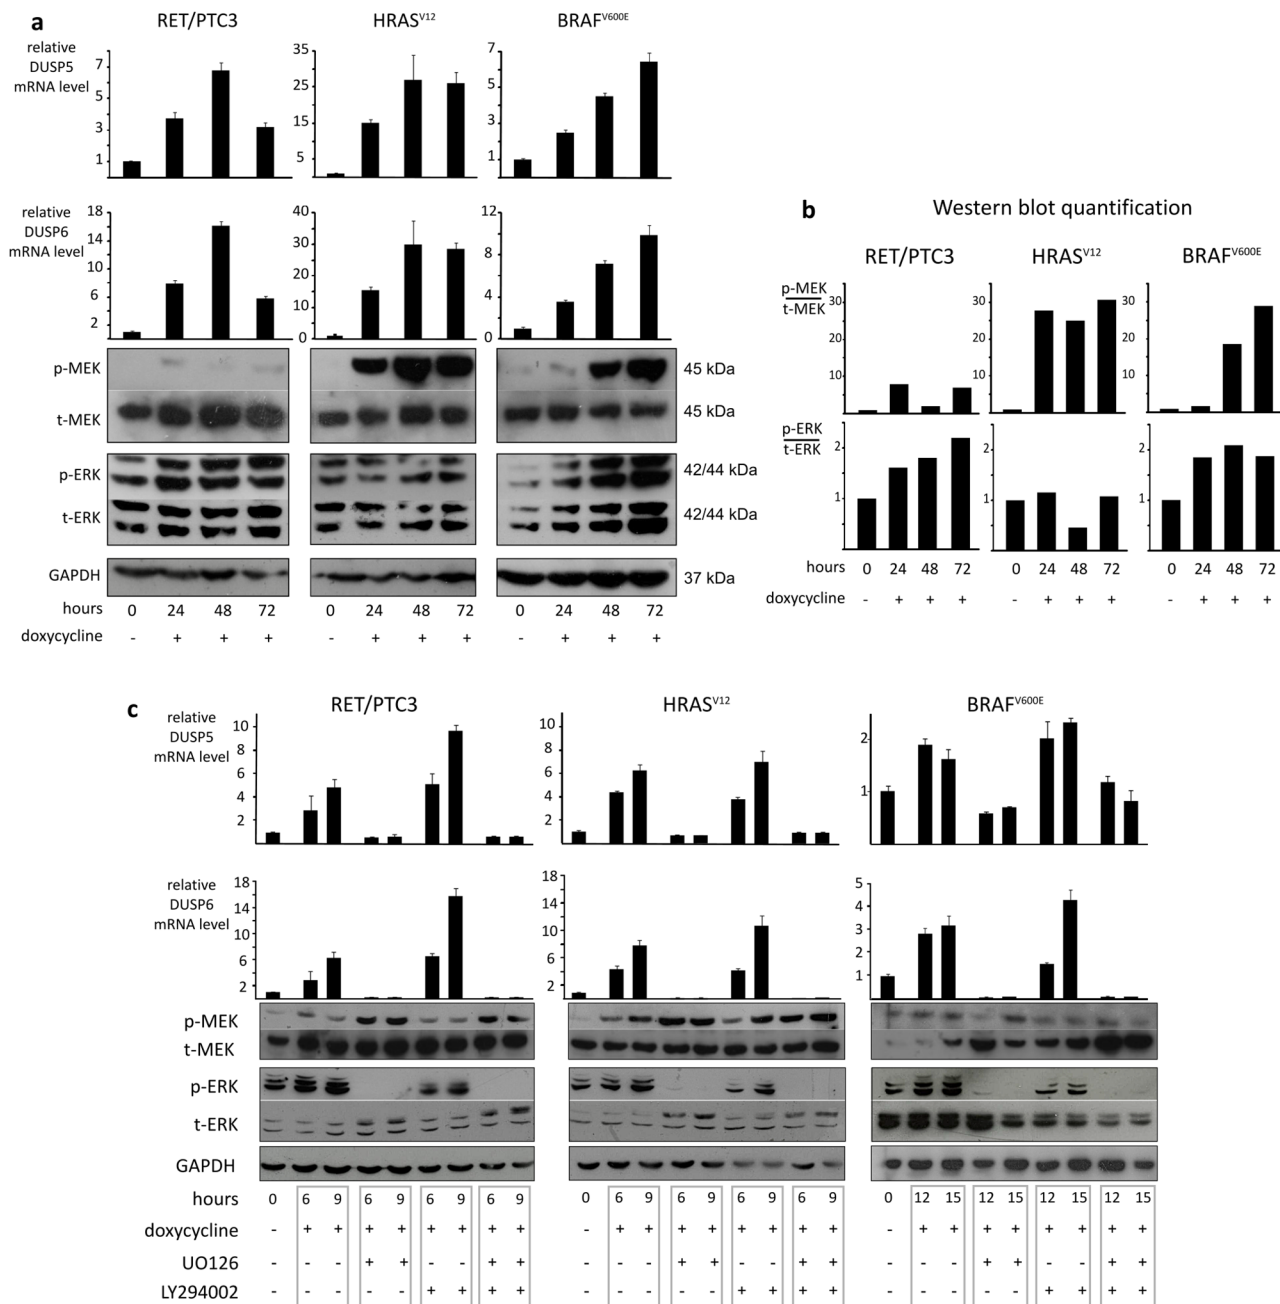 a
RET/PTC3 HRASV12 BRAFV600E
relative
DUSP5
mRNA level
7
5
3
1
35
25
15
5
7
5
3
1
relative
DUSP6
mRNA level
18
14
10
6
2
40
30
20
10
0
12
8
4
0
p-MEK 45 kDa
t-MEK 45 kDa
p-ERK 42/44 kDa
t-ERK 42/44 kDa
GAPDH 37 kDa
hours 0 24 48 72 0 24 48 72 0 24 48 72
doxycycline - + + + - + + + - + + +
b
Western blot quantification
RET/PTC3 HRASV12 BRAFV600E
p-MEK
t-MEK
30
20
10
30
20
10
30
20
10
p-ERK
t-ERK
2
1
2
1
2
1
hours 0 24 48 72 0 24 48 72 0 24 48 72
doxycycline - + + + - + + + - + + +
c
RET/PTC3 HRASV12 BRAFV600E
relative
DUSP5
mRNA level
10
8
6
4
2
10
8
6
4
2
2
1
relative
DUSP6
mRNA level
18
14
10
6
2
18
14
10
6
2
5
4
3
2
1
p-MEK
t-MEK
p-ERK
t-ERK
GAPDH
hours 0 6 9 6 9 6 9 6 9 0 6 9 6 9 6 9 6 9 0 12 15 12 15 12 15 12 15
doxycycline - + + + + + + + + - + + + + + + + + - + + + + + + + +
UO126 - - - + + - - + + - - - + + - - + + - - - + + - - + +
LY294002 - - - - - + + + + - - - - - + + + + - - - - - + + + +